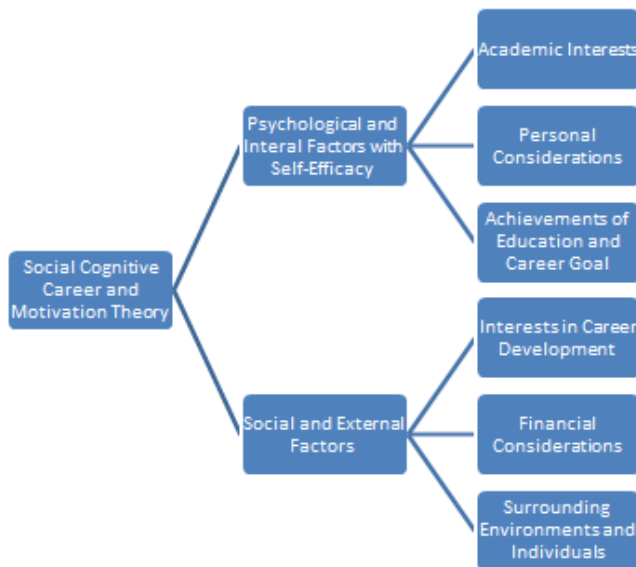 Social Cognitive
Career and
Motivation Theory
Psychological and
Interal Factors with
Self-Efficacy
Academic Interests
Personal
Considerations
Achievements of
Education and
Career Goal
Social and External
Factors
Interests in Career
Development
Financial
Considerations
Surrounding
Environments and
Individuals